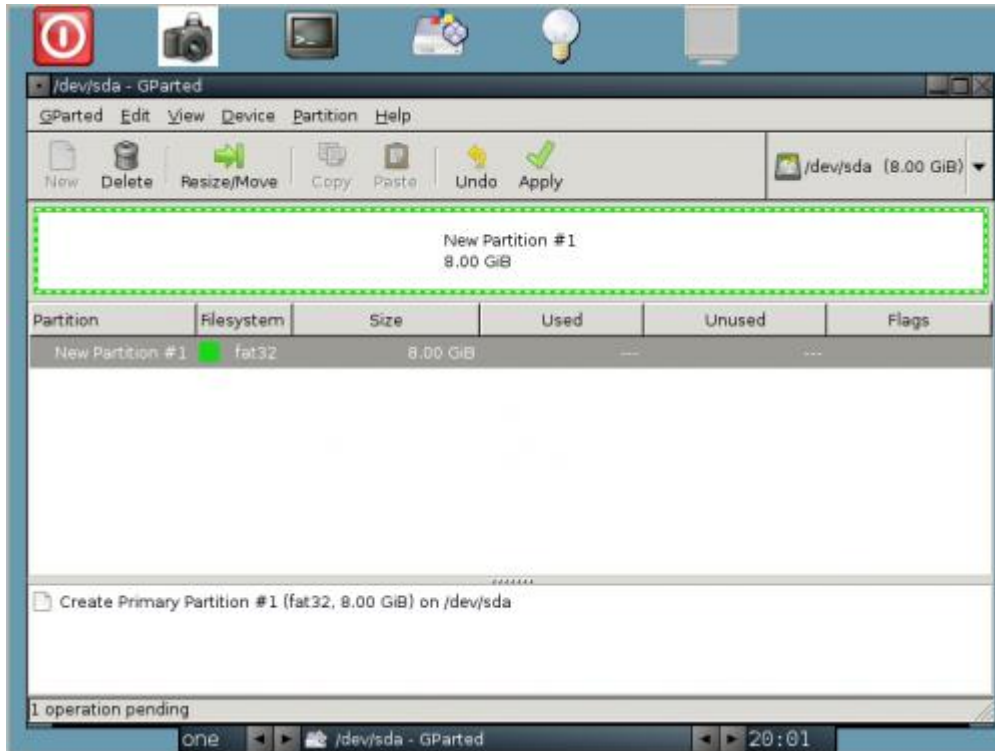 /dev/sda - GParted
GParted Edit View Device Partition Help
New Delete Resize/Move Copy Paste Undo Apply /dev/sda (8.00 GiB)
New Partition #1
8.00 GiB
Partition Filesystem Size Used Unused Flags
New Partition #1 fat32 8.00 GiB --- ---
Create Primary Partition #1 (fat32, 8.00 GiB) on /dev/sda
1 operation pending
one /dev/sda - GParted 20:01